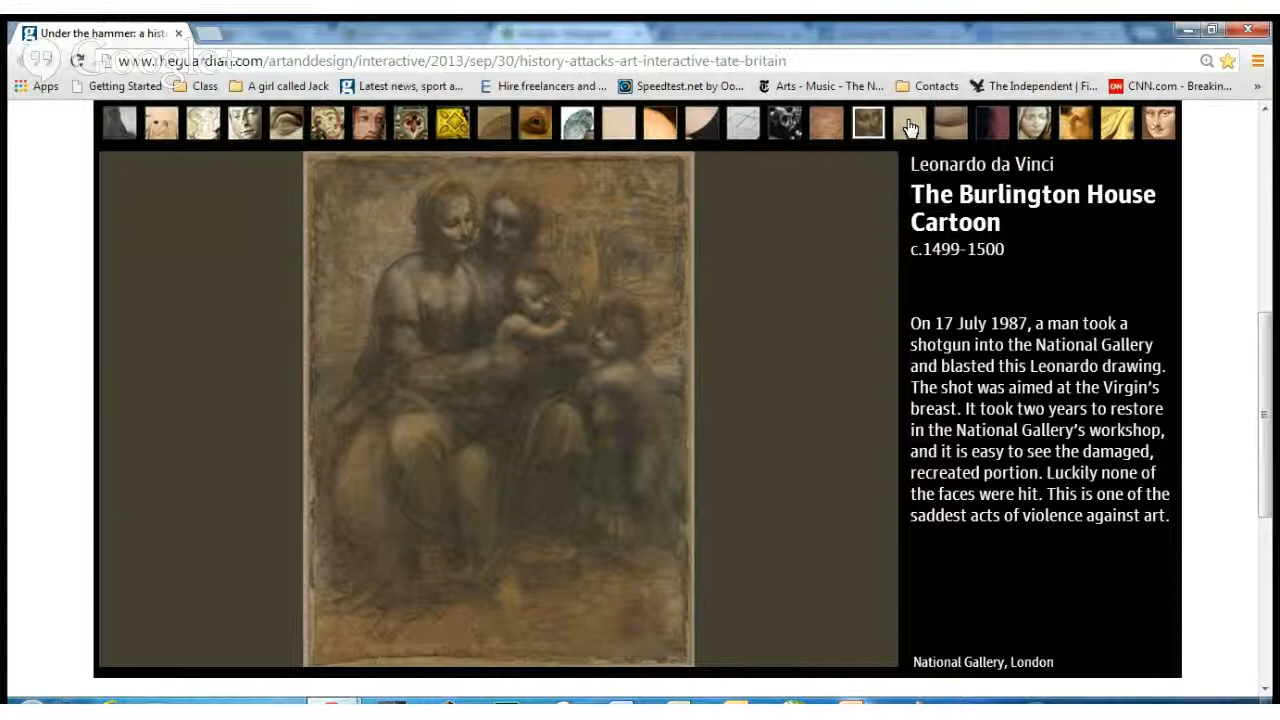 Under the hammer: a hist
Google+
www.theguardian.com/artanddesign/interactive/2013/sep/30/history-attacks-art-interactive-tate-britain
Apps Getting Started Class A girl called Jack Latest news, sport a... Hire freelancers and ... Speedtest.net by Oo... Arts - Music - The N... Contacts The Independent | Fi... CNN.com - Breakin... »
Leonardo da Vinci
The Burlington House
Cartoon
c.1499-1500
On 17 July 1987, a man took a
shotgun into the National Gallery
and blasted this Leonardo drawing.
The shot was aimed at the Virgin's
breast. It took two years to restore
in the National Gallery's workshop,
and it is easy to see the damaged,
recreated portion. Luckily none of
the faces were hit. This is one of the
saddest acts of violence against art.
National Gallery, London